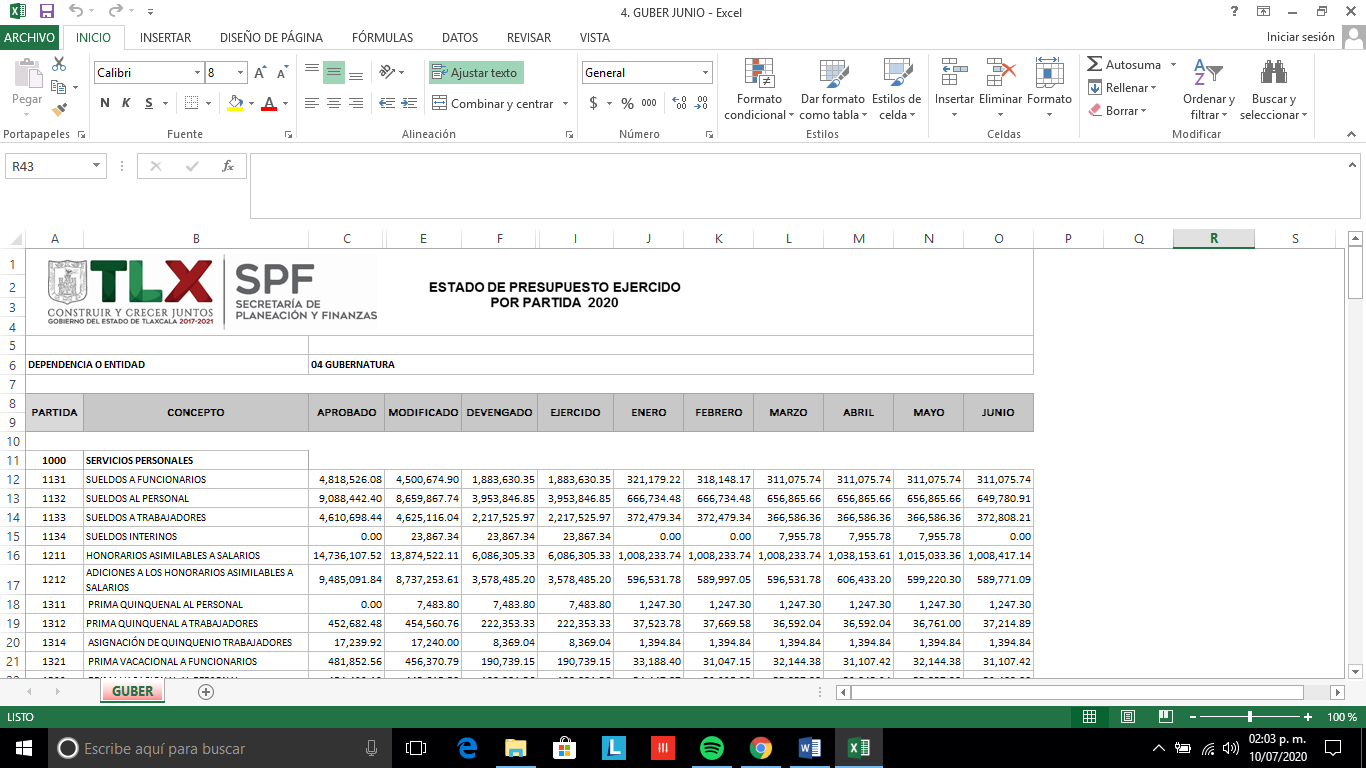 4. GUBER JUNIO - Excel
ARCHIVO INICIO INSERTAR DISEÑO DE PÁGINA FÓRMULAS DATOS REVISAR VISTA Iniciar sesión
Pegar
Portapapeles
Calibri 8
N K S
Fuente
Ajustar texto
Combinar y centrar
Alineación
General
$ % 000
Número
Formato condicional
Dar formato como tabla
Estilos de celda
Estilos
Insertar Eliminar Formato
Celdas
Autosuma
Rellenar
Borrar
Ordenar y filtrar
Buscar y seleccionar
Modificar
R43 fx
A B C E F I J K L M N O P Q R S
1
2
3
4
TLX
CONSTRUIR Y CRECER JUNTOS
GOBIERNO DEL ESTADO DE TLAXCALA 2017-2021
SPF
SECRETARÍA DE
PLANEACIÓN Y FINANZAS
ESTADO DE PRESUPUESTO EJERCIDO
POR PARTIDA 2020
5
6 DEPENDENCIA O ENTIDAD 04 GUBERNATURA
7
8
9
PARTIDA CONCEPTO APROBADO MODIFICADO DEVENGADO EJERCIDO ENERO FEBRERO MARZO ABRIL MAYO JUNIO
10
11 1000 SERVICIOS PERSONALES
12 1131 SUELDOS A FUNCIONARIOS 4,818,526.08 4,500,674.90 1,883,630.35 1,883,630.35 321,179.22 318,148.17 311,075.74 311,075.74 311,075.74 311,075.74
13 1132 SUELDOS AL PERSONAL 9,088,442.40 8,659,867.74 3,953,846.85 3,953,846.85 666,734.48 666,734.48 656,865.66 656,865.66 656,865.66 649,780.91
14 1133 SUELDOS A TRABAJADORES 4,610,698.44 4,625,116.04 2,217,525.97 2,217,525.97 372,479.34 372,479.34 366,586.36 366,586.36 366,586.36 372,808.21
15 1134 SUELDOS INTERINOS 0.00 23,867.34 23,867.34 23,867.34 0.00 0.00 7,955.78 7,955.78 7,955.78 0.00
16 1211 HONORARIOS ASIMILABLES A SALARIOS 14,736,107.52 13,874,522.11 6,086,305.33 6,086,305.33 1,008,233.74 1,008,233.74 1,008,233.74 1,038,153.61 1,015,033.36 1,008,417.14
17 1212 ADICIONES A LOS HONORARIOS ASIMILABLES A SALARIOS 9,485,091.84 8,737,253.61 3,578,485.20 3,578,485.20 596,531.78 589,997.05 596,531.78 606,433.20 599,220.30 589,771.09
18 1311 PRIMA QUINQUENAL AL PERSONAL 0.00 7,483.80 7,483.80 7,483.80 1,247.30 1,247.30 1,247.30 1,247.30 1,247.30 1,247.30
19 1312 PRIMA QUINQUENAL A TRABAJADORES 452,682.48 454,560.76 222,353.33 222,353.33 37,523.78 37,669.58 36,592.04 36,592.04 36,761.00 37,214.89
20 1314 ASIGNACIÓN DE QUINQUENIO TRABAJADORES 17,239.92 17,240.00 8,369.04 8,369.04 1,394.84 1,394.84 1,394.84 1,394.84 1,394.84 1,394.84
21 1321 PRIMA VACACIONAL A FUNCIONARIOS 481,852.56 456,370.79 190,739.15 190,739.15 33,188.40 31,047.15 32,144.38 31,107.42 32,144.38 31,107.42
GUBER
LISTO 100 %
Escribe aquí para buscar
02:03 p. m.
10/07/2020